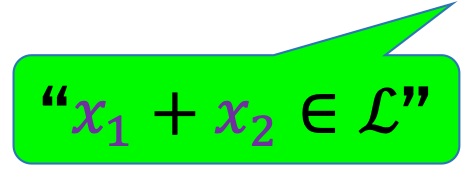 “x₁ + x₂ ∈ ℒ”